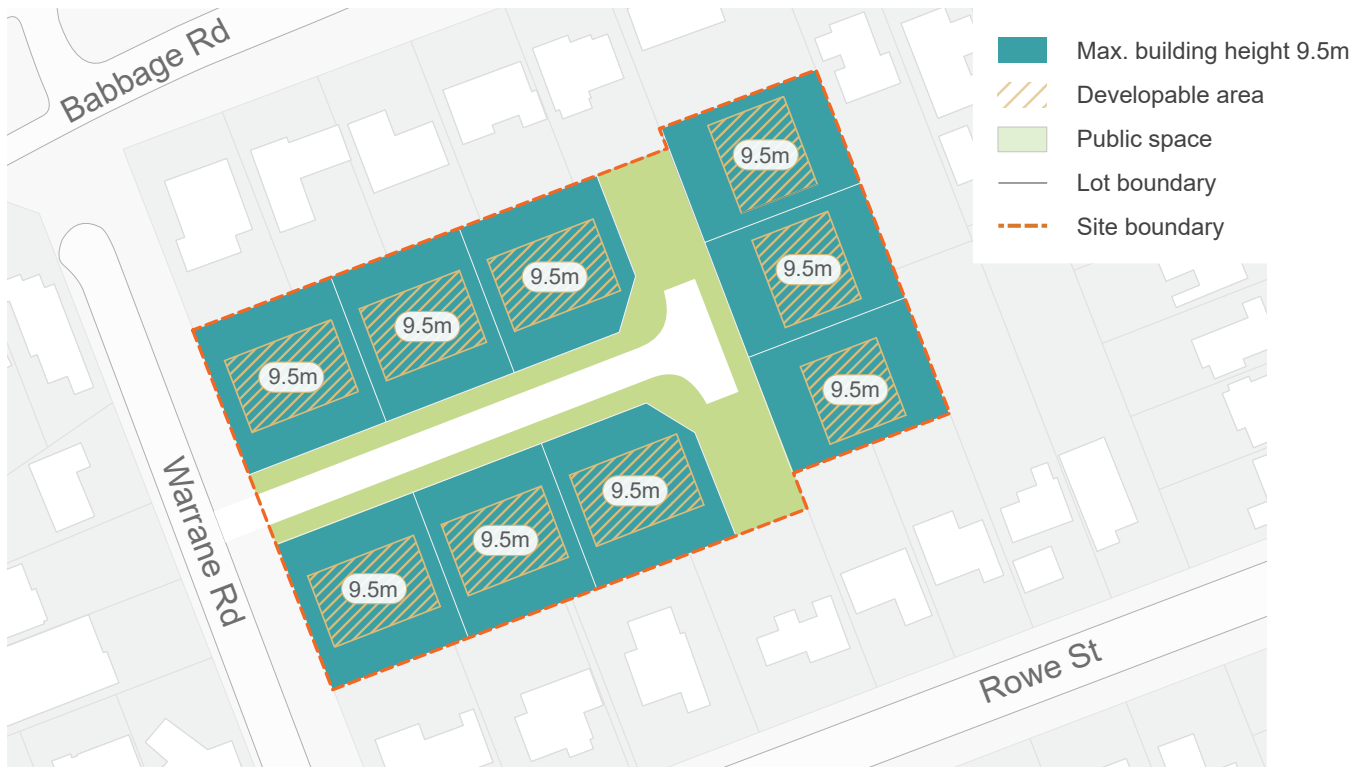 Babbage Rd
Max. building height 9.5m
Developable area
Public space
Lot boundary
Site boundary
9.5m
9.5m
9.5m
9.5m
9.5m
9.5m
9.5m
9.5m
9.5m
Warrane Rd
Rowe St